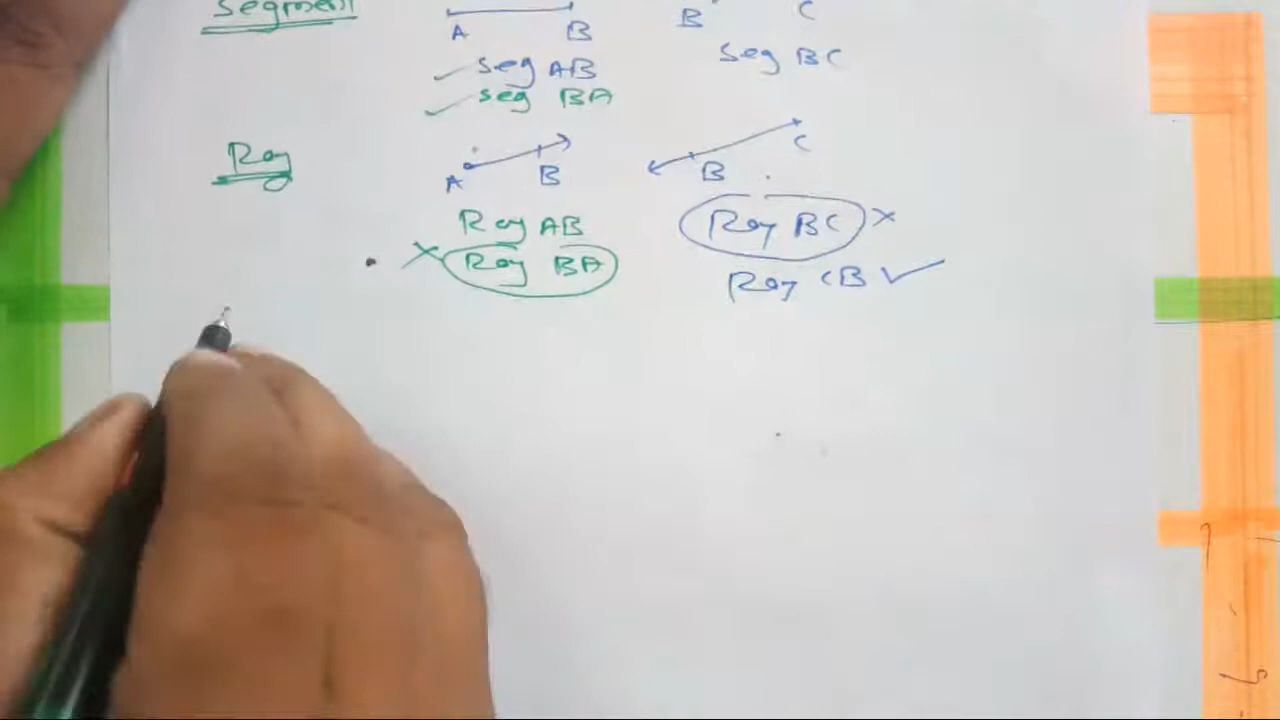 Segment
A B
B C
seg AB
seg BA
seg BC
Ray
A B
B C
Ray AB
Ray BA
Ray BC
Ray CB